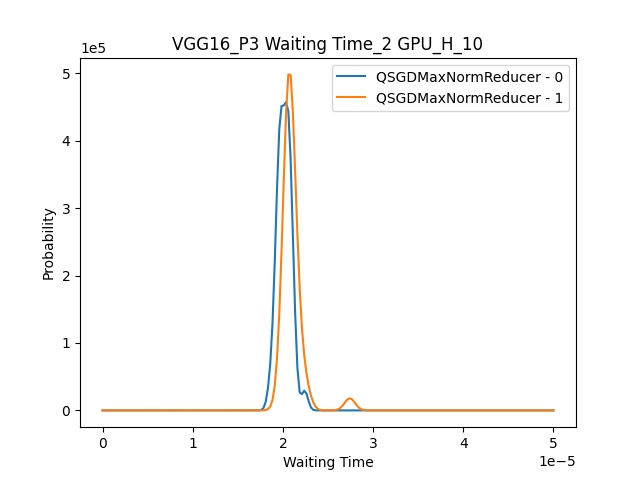 VGG16_P3 Waiting Time_2 GPU_H_10
1e5
QSGDMaxNormReducer - 0
QSGDMaxNormReducer - 1
5
4
3
2
1
0
Probability
0 1 2 3 4 5
1e−5
Waiting Time